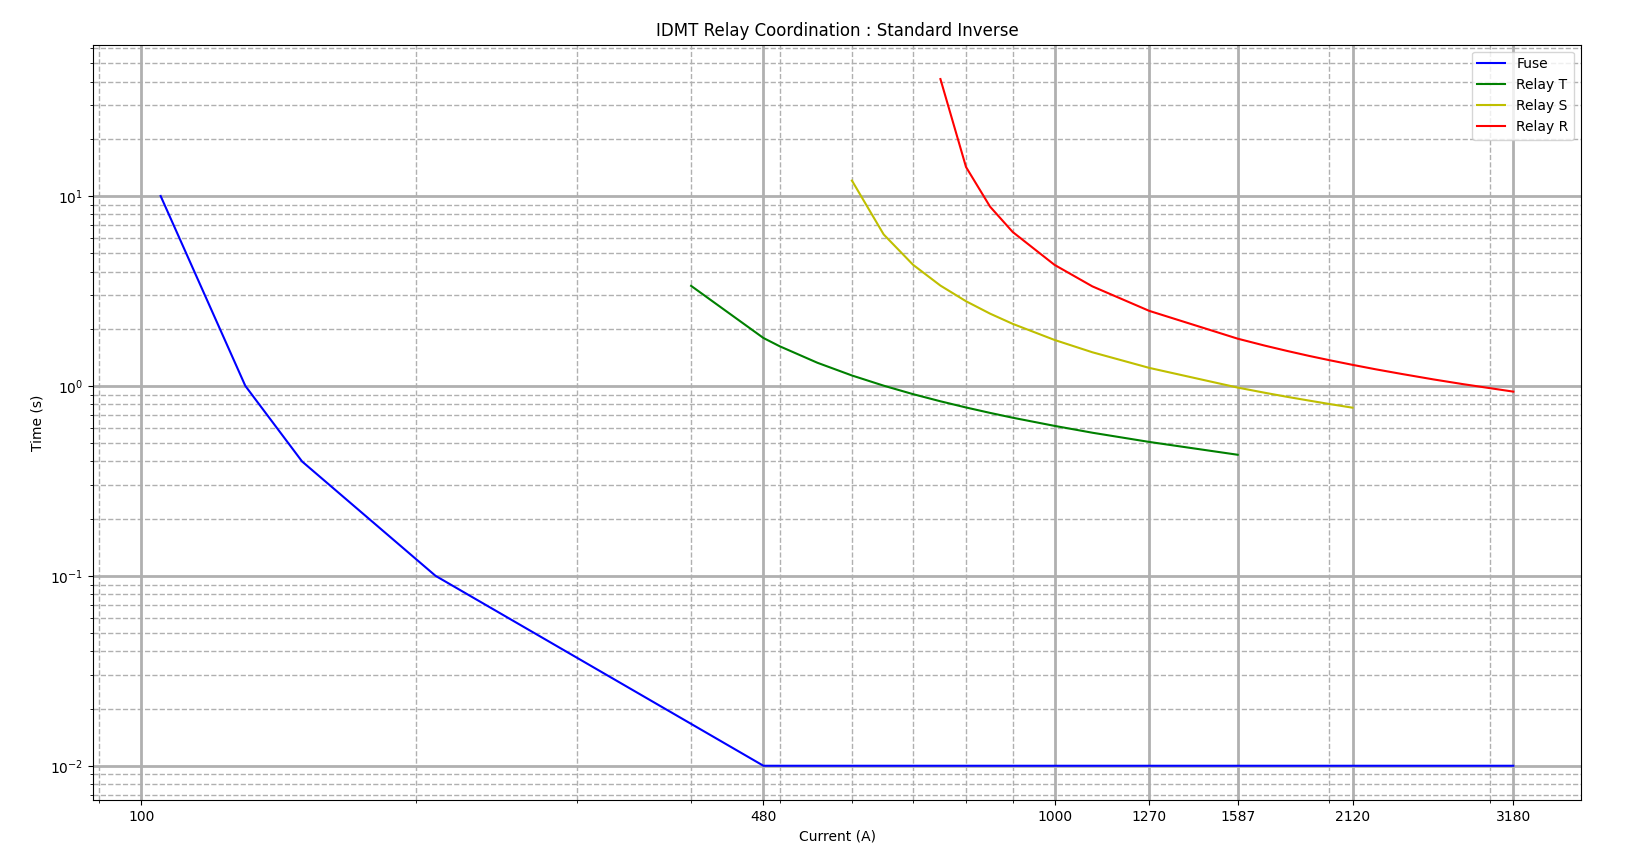 IDMT Relay Coordination : Standard Inverse
Fuse
Relay T
Relay S
Relay R
Time (s)
10¹
10⁰
10⁻¹
10⁻²
100 480 1000 1270 1587 2120 3180
Current (A)